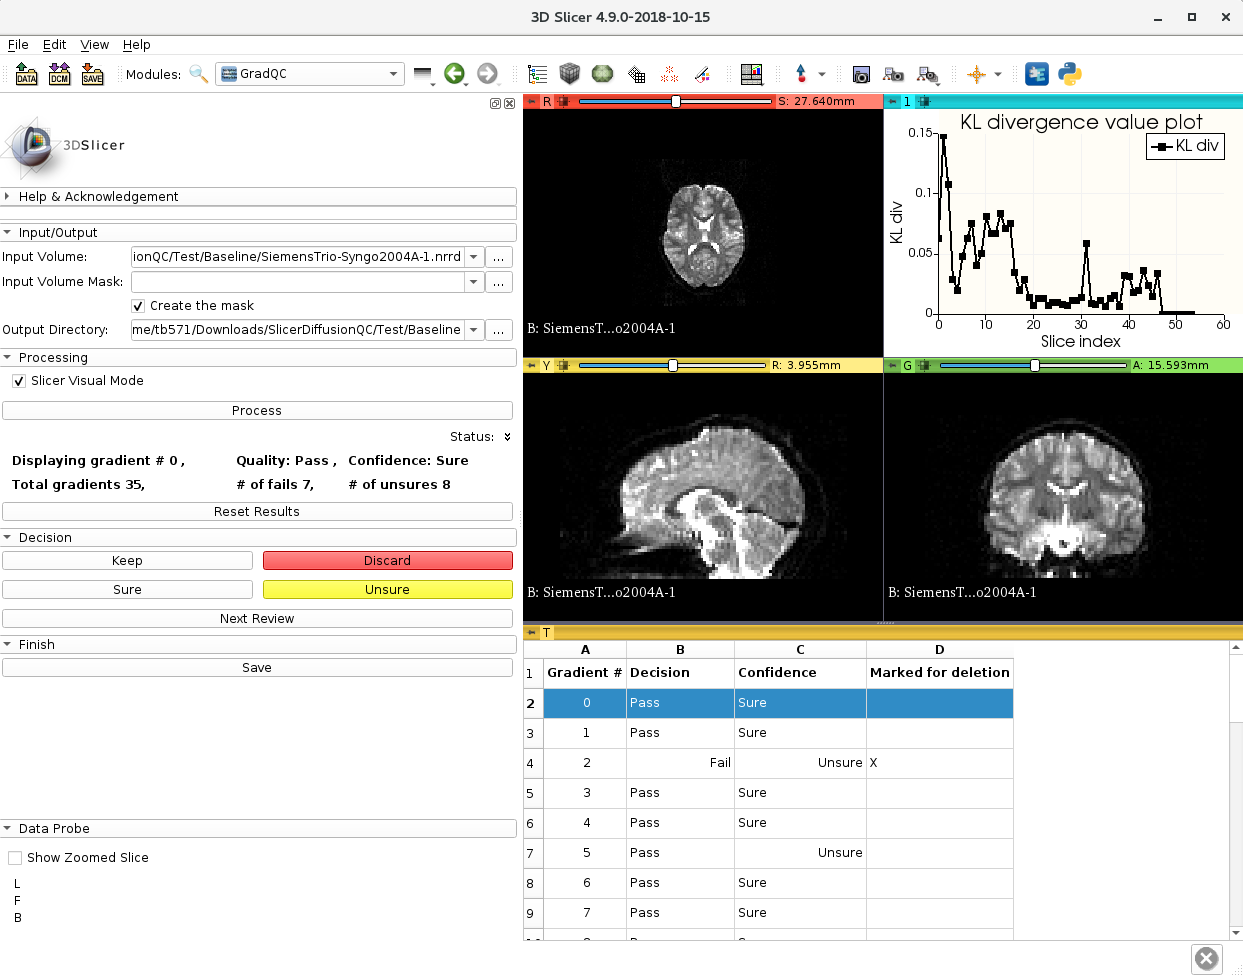 3D Slicer 4.9.0-2018-10-15
File Edit View Help
DATA DCM SAVE Modules: GradQC
3DSlicer
Help & Acknowledgement
Input/Output
Input Volume: ionQC/Test/Baseline/SiemensTrio-Syngo2004A-1.nrrd ...
Input Volume Mask: ...
Create the mask
Output Directory: me/tb571/Downloads/SlicerDiffusionQC/Test/Baseline ...
Processing
Slicer Visual Mode
Process
Status:
Displaying gradient # 0 , Quality: Pass , Confidence: Sure
Total gradients 35, # of fails 7, # of unsures 8
Reset Results
Decision
Keep Discard
Sure Unsure
Next Review
Finish
Save
Data Probe
Show Zoomed Slice
L
F
B
R S: 27.640mm
B: SiemensT...o2004A-1
1
KL divergence value plot
KL div
0.15
0.1
0.05
0
KL div
0 10 20 30 40 50 60
Slice index
Y R: 3.955mm
B: SiemensT...o2004A-1
G A: 15.593mm
B: SiemensT...o2004A-1
T
A B C D
1 Gradient # Decision Confidence Marked for deletion
2 0 Pass Sure
3 1 Pass Sure
4 2 Fail Unsure X
5 3 Pass Sure
6 4 Pass Sure
7 5 Pass Unsure
8 6 Pass Sure
9 7 Pass Sure